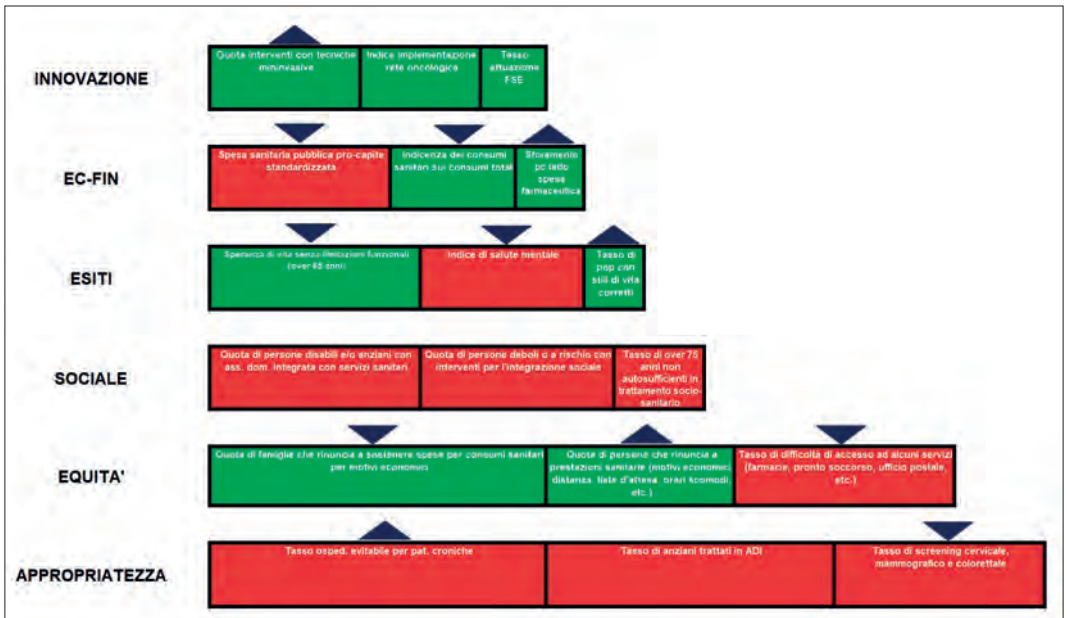 INNOVAZIONE
Quota interventi con tecniche
mininvasive
Indice implementazione
rete oncologica
Tasso
attuazione
FSE
EC-FIN
Spesa sanitaria pubblica pro-capite
standardizzata
Indicenza dei consumi
sanitari sui consumi total
Sforamento
pc tetto
spesa
farmaceutica
ESITI
Speranza di vita senza limitazioni funzionali
(over 65 anni)
Indice di salute mentale
Tasso di
pop con
stili di vita
corretti
SOCIALE
Quota di persone disabili e/o anziani con
ass. dom. integrata con servizi sanitari
Quota di persone deboli o a rischio con
interventi per l'integrazione sociale
Tasso di over 75
anni non
autosufficienti in
trattamento socio-
sanitario
EQUITA'
Quota di famiglie che rinuncia a sostenere spese per consumi sanitari
per motivi economici
Quota di persone che rinuncia a
prestazioni sanitarie (motivi economici,
distanza, liste d'attesa, orari scomodi,
etc.)
Tasso di difficoltà di accesso ad alcuni servizi
(farmacie, pronto soccorso, ufficio postale,
etc.)
APPROPRIATEZZA
Tasso osped. evitabile per pat. croniche
Tasso di anziani trattati in ADI
Tasso di screening cervicale,
mammografico e colorettale